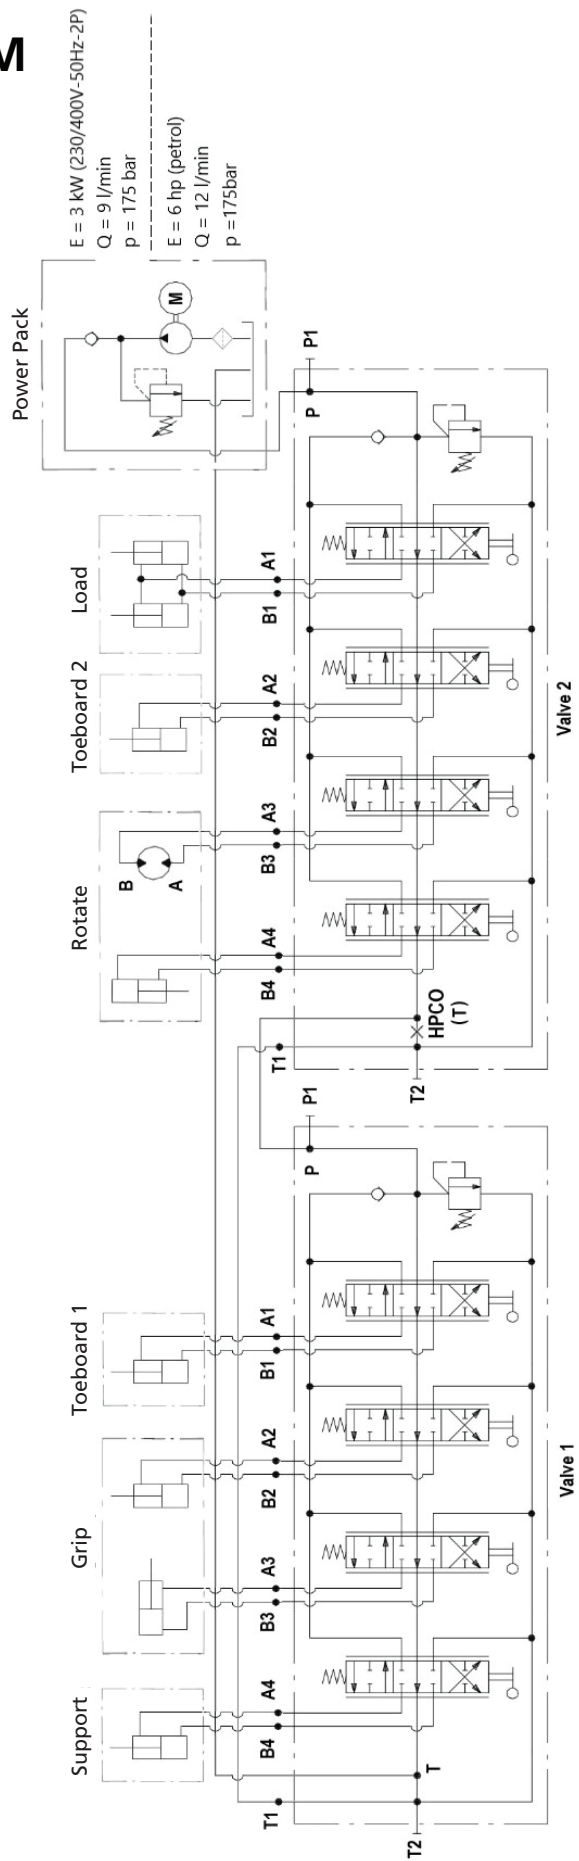 M
E = 3 kW (230/400V-50Hz-2P)
Q = 9 l/min
p = 175 bar
E = 6 hp (petrol)
Q = 12 l/min
p =175bar
Power Pack
M
P1
P
Load
A1
B1
Toeboard 2
A2
B2
Rotate
B
A
A3
B3
A4
B4
HPCO
(T)
T1
T2
Valve 2
P1
P
Toeboard 1
A1
B1
Grip
A2
B2
A3
B3
Support
A4
B4
T
T1
T2
Valve 1